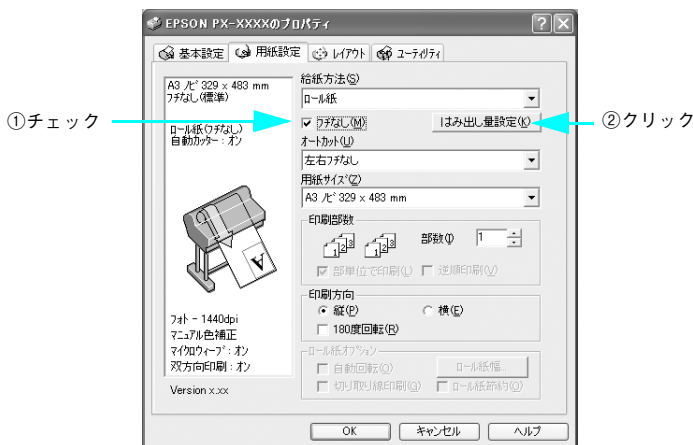 EPSON PX-XXXXのプロパティ
基本設定 用紙設定 レイアウト ユーティリティ
A3 ノビ 329 x 483 mm
フチなし(標準)
ロール紙(フチなし)
自動カッター : オン
フォト - 1440dpi
マニュアル色補正
マイクロウィーブ : オン
双方向印刷 : オン
Version x.xx
給紙方法(S)
ロール紙
①チェック
フチなし(M) はみ出し量設定(K)
②クリック
オートカット(U)
左右フチなし
用紙サイズ(Z)
A3 ノビ 329 x 483 mm
印刷部数
1 2 3 1 2 3 部数(I) 1
部単位で印刷(L) 逆順印刷(V)
印刷方向
縦(P) 横(E)
180度回転(R)
ロール紙オプション
自動回転(O) ロール紙幅...
切り取り線印刷(G) ロール紙節約(Q)
A
OK キャンセル ヘルプ